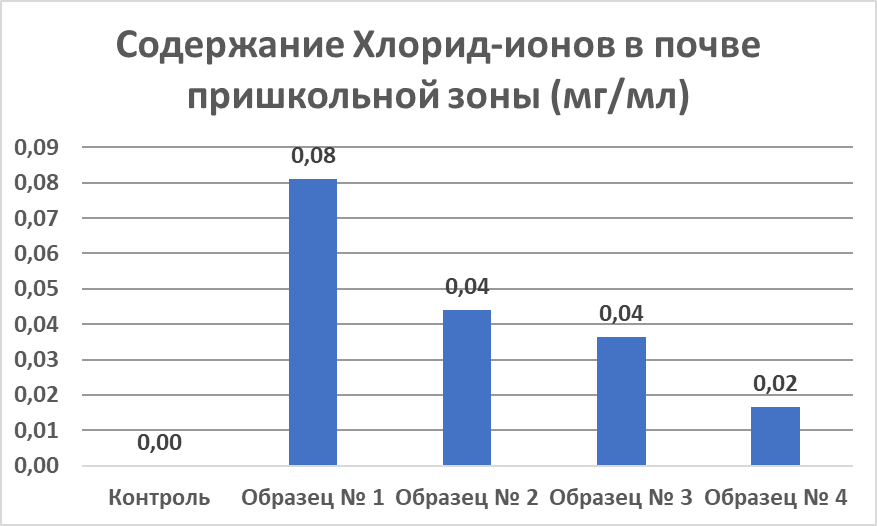 Содержание Хлорид-ионов в почве
пришкольной зоны (мг/мл)
0,09
0,08
0,07
0,06
0,05
0,04
0,03
0,02
0,01
0,00
0,00
0,08
0,04
0,04
0,02
Контроль
Образец № 1
Образец № 2
Образец № 3
Образец № 4